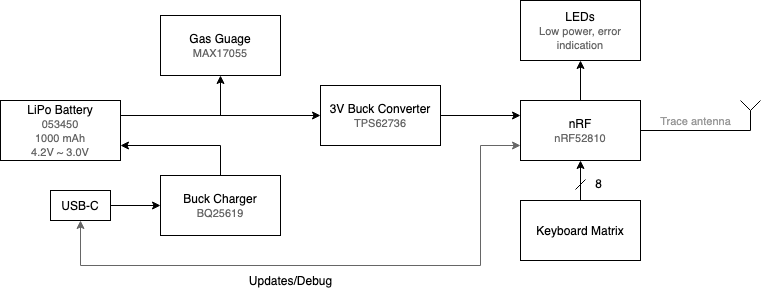 LEDs
Low power, error
indication
Gas Guage
MAX17055
LiPo Battery
053450
1000 mAh
4.2V ~ 3.0V
3V Buck Converter
TPS62736
nRF
nRF52810
Trace antenna
USB-C
Buck Charger
BQ25619
8
Keyboard Matrix
Updates/Debug